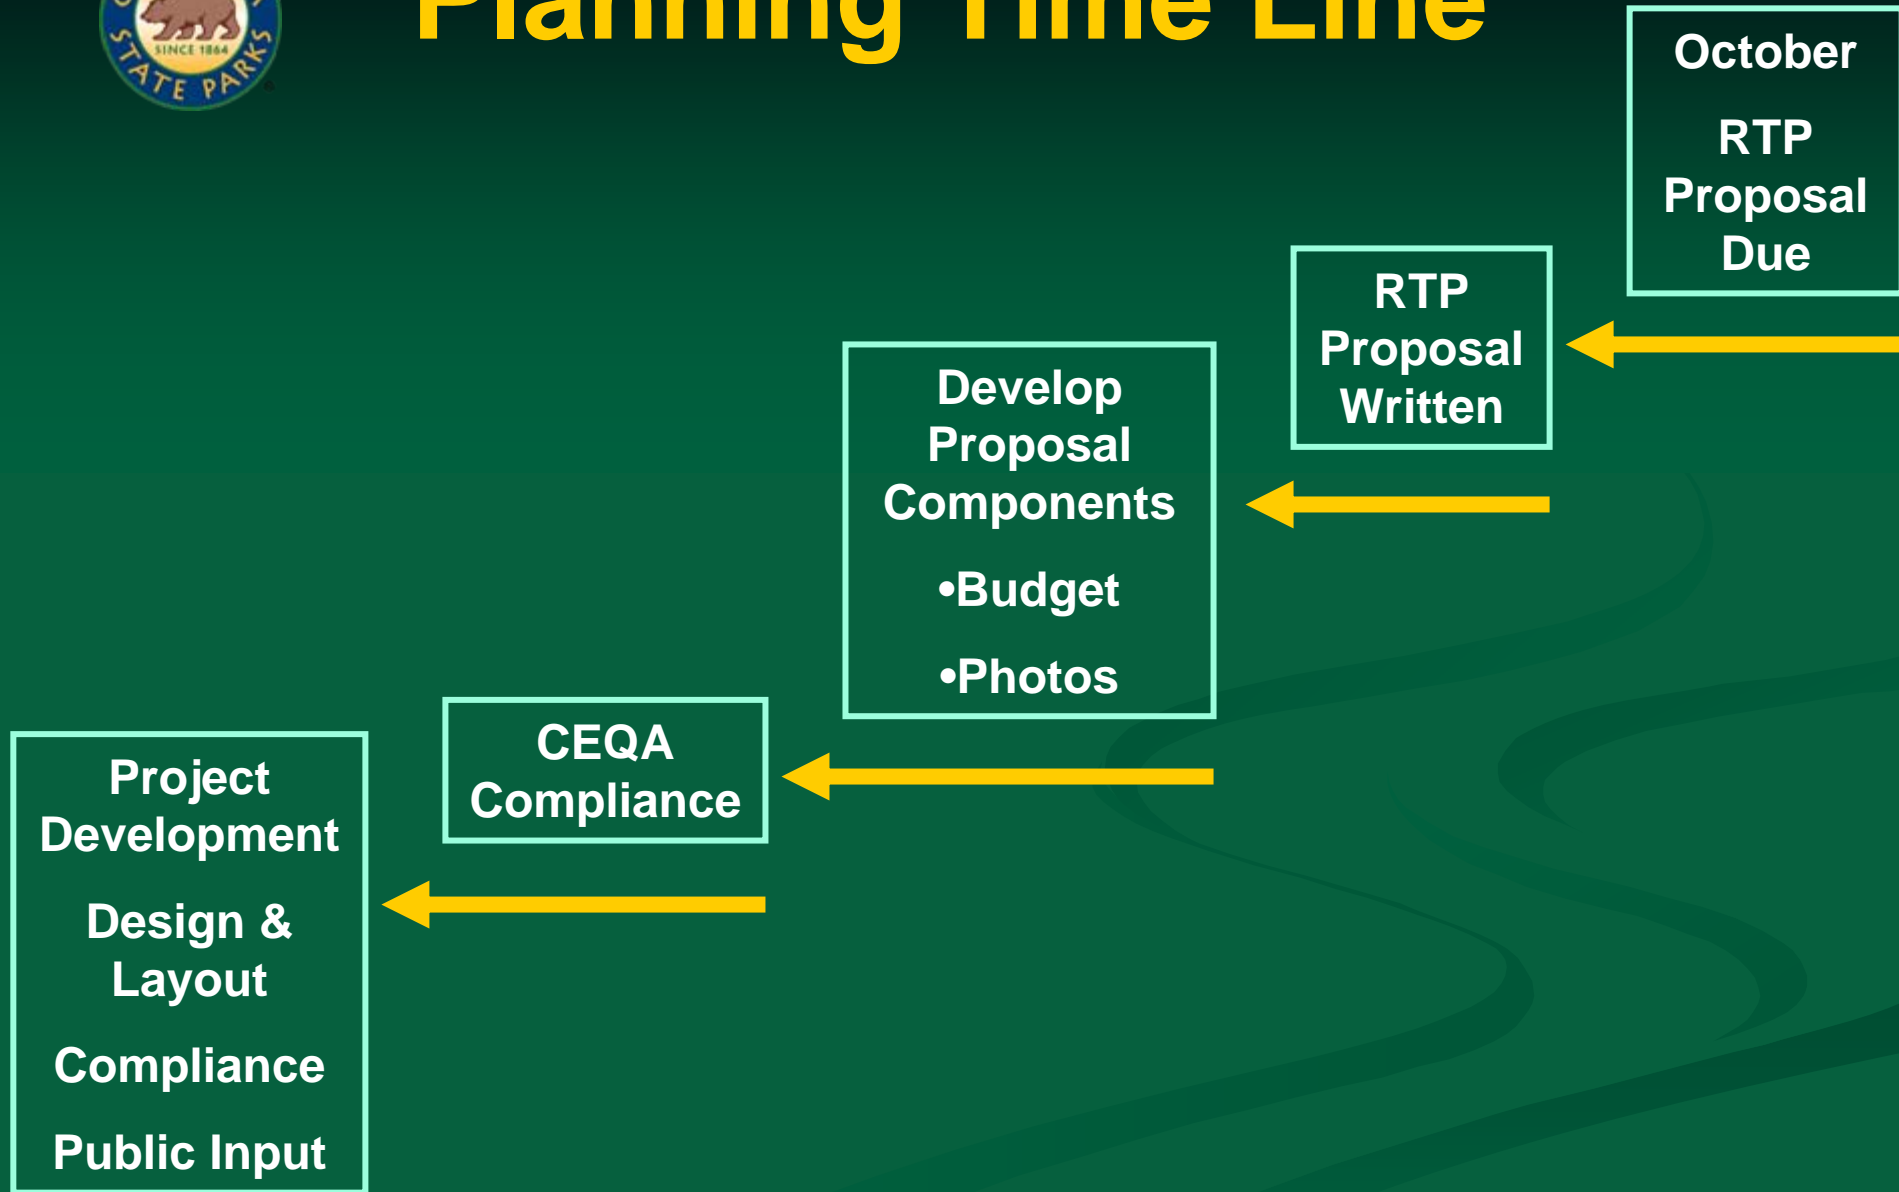 Planning Time Line
SINCE 1864
STATE PARKS
October
RTP
Proposal
Due
RTP
Proposal
Written
Develop
Proposal
Components
•Budget
•Photos
CEQA
Compliance
Project
Development
Design &
Layout
Compliance
Public Input